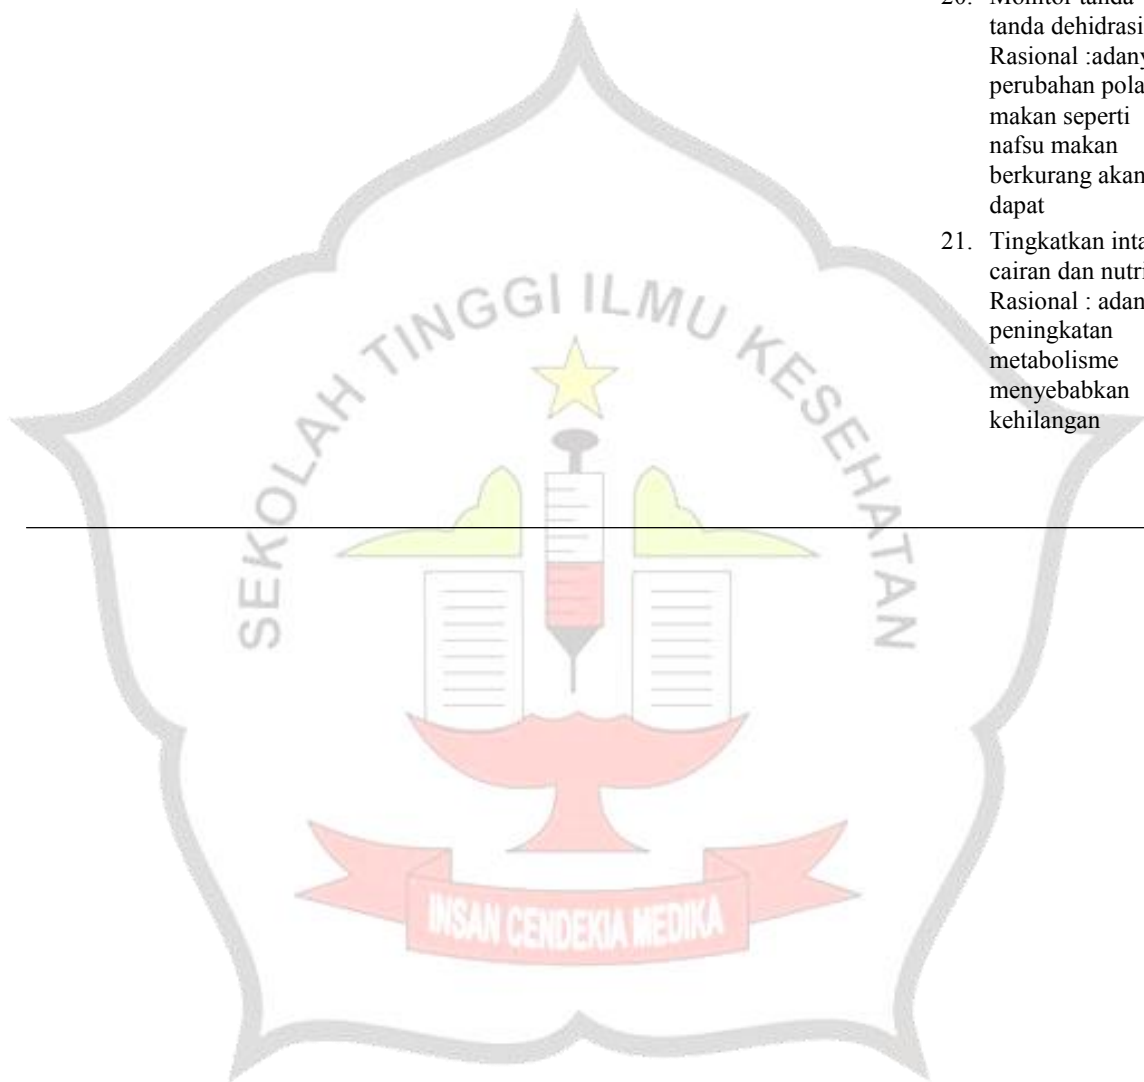 20. Monitor tanda
tanda dehidrasi
Rasional :adany
perubahan pola
makan seperti
nafsu makan
berkurang akan
dapat
21. Tingkatkan inta
cairan dan nutri
Rasional : adan
peningkatan
metabolisme
menyebabkan
kehilangan
SEKOLAH TINGGI ILMU KESEHATAN
INSAN CENDEKIA MEDIKA